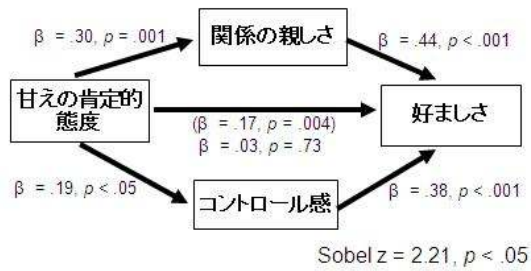 β = .30, p = .001
関係の親しさ
β = .44, p < .001
甘えの肯定的
態度
(β = .17, p = .004)
β = .03, p = .73
好ましさ
β = .19, p < .05
コントロール感
β = .38, p < .001
Sobel z = 2.21, p < .05